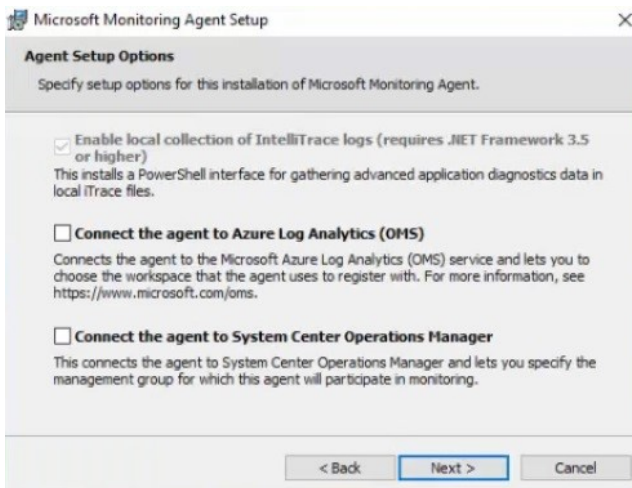 Microsoft Monitoring Agent Setup
Agent Setup Options
Specify setup options for this installation of Microsoft Monitoring Agent.
Enable local collection of IntelliTrace logs (requires .NET Framework 3.5
or higher)
This installs a PowerShell interface for gathering advanced application diagnostics data in
local iTrace files.
Connect the agent to Azure Log Analytics (OMS)
Connects the agent to the Microsoft Azure Log Analytics (OMS) service and lets you to
choose the workspace that the agent uses to register with. For more information, see
https://www.microsoft.com/oms.
Connect the agent to System Center Operations Manager
This connects the agent to System Center Operations Manager and lets you specify the
management group for which this agent will participate in monitoring.
< Back Next > Cancel